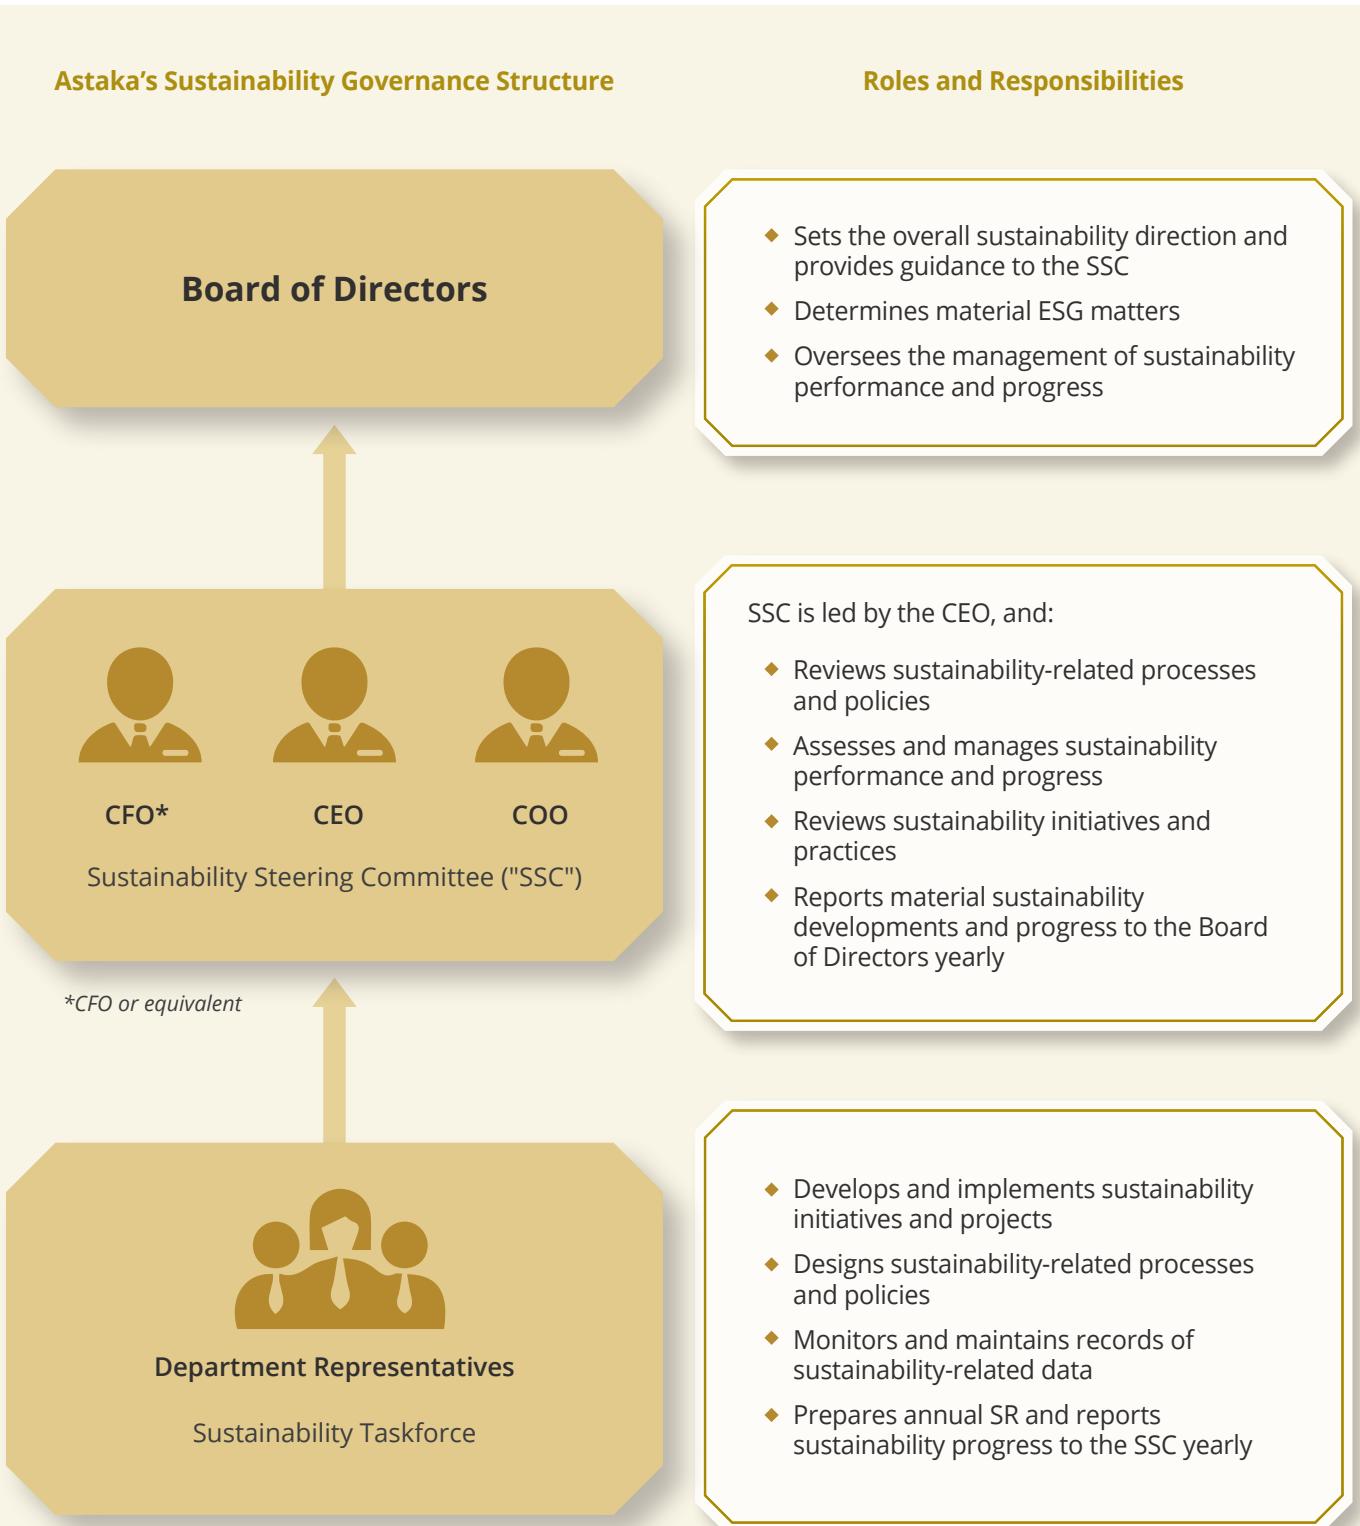 Astaka’s Sustainability Governance Structure
Roles and Responsibilities
Board of Directors
◆ Sets the overall sustainability direction and
provides guidance to the SSC
◆ Determines material ESG matters
◆ Oversees the management of sustainability
performance and progress
CFO*
CEO
COO
Sustainability Steering Committee ("SSC")
*CFO or equivalent
SSC is led by the CEO, and:
◆ Reviews sustainability-related processes
and policies
◆ Assesses and manages sustainability
performance and progress
◆ Reviews sustainability initiatives and
practices
◆ Reports material sustainability
developments and progress to the Board
of Directors yearly
Department Representatives
Sustainability Taskforce
◆ Develops and implements sustainability
initiatives and projects
◆ Designs sustainability-related processes
and policies
◆ Monitors and maintains records of
sustainability-related data
◆ Prepares annual SR and reports
sustainability progress to the SSC yearly